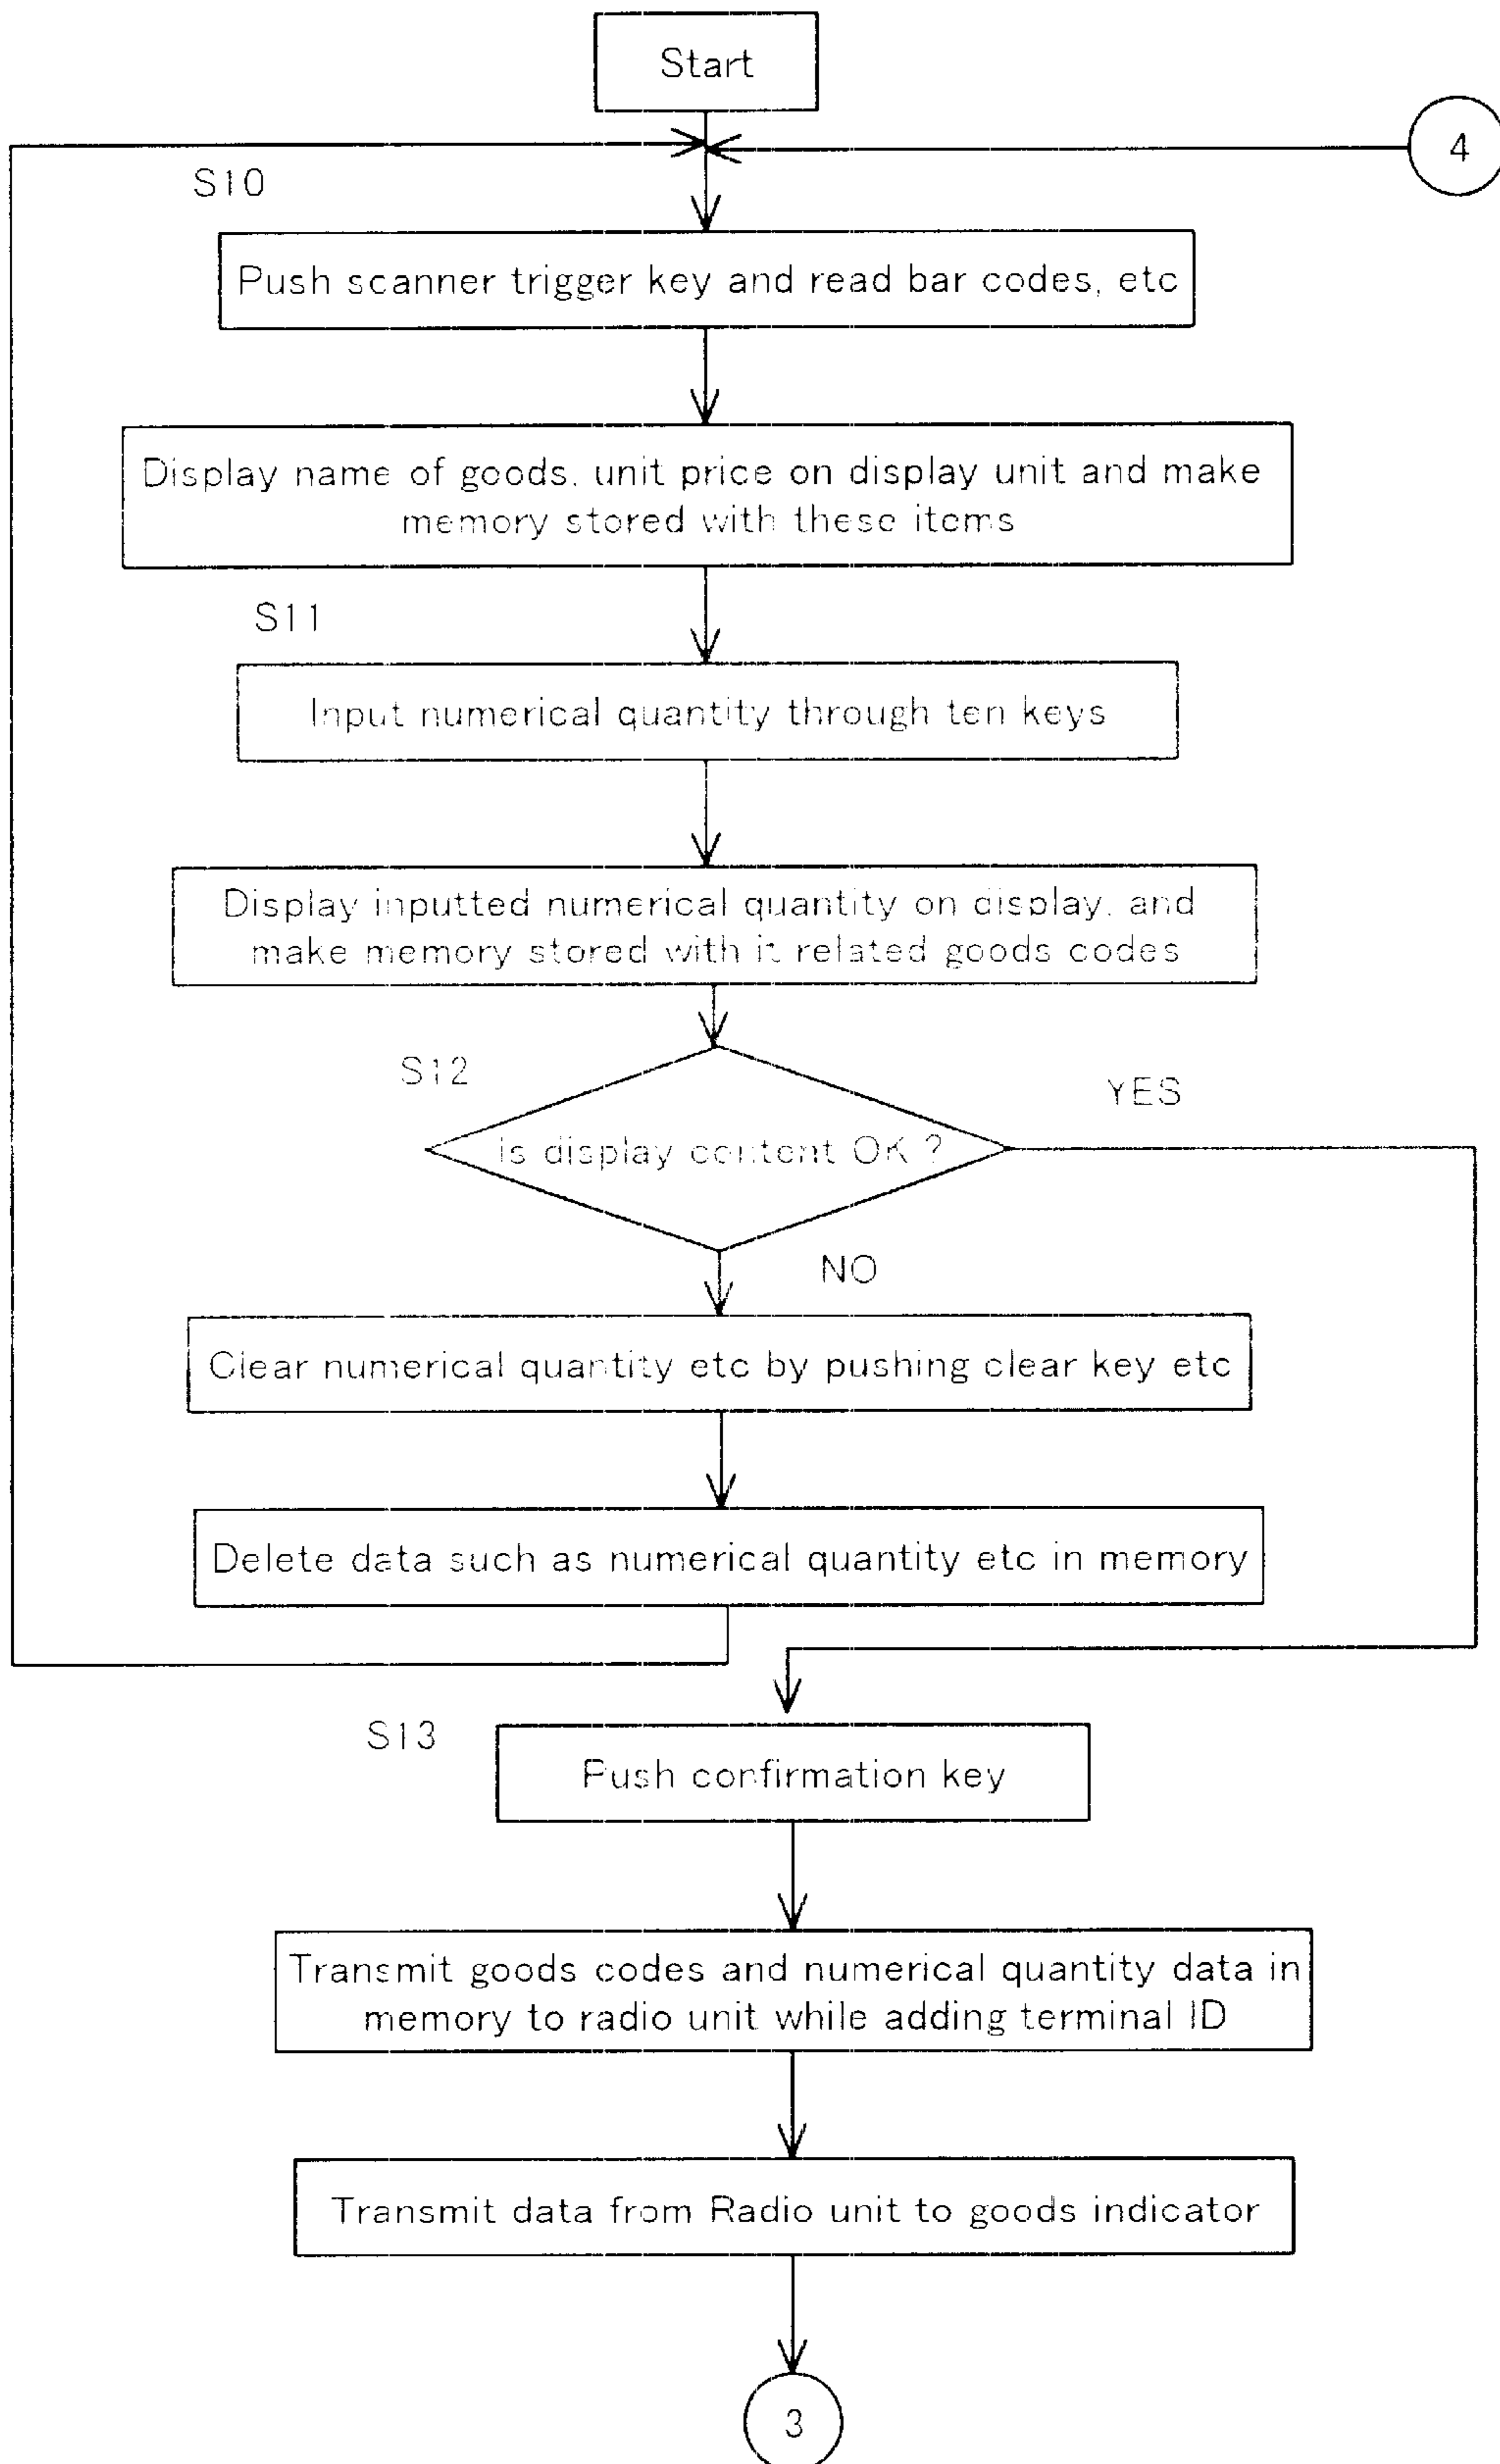 Start
4
S10
Push scanner trigger key and read bar codes, etc
Display name of goods, unit price on display unit and make
memory stored with these items
S11
Input numerical quantity through ten keys
Display inputted numerical quantity on display, and
make memory stored with it related goods codes
S12
YES
is display content OK ?
NO
Clear numerical quantity etc by pushing clear key etc
Delete data such as numerical quantity etc in memory
S13
Push confirmation key
Transmit goods codes and numerical quantity data in
memory to radio unit while adding terminal ID
Transmit data from Radio unit to goods indicator
3